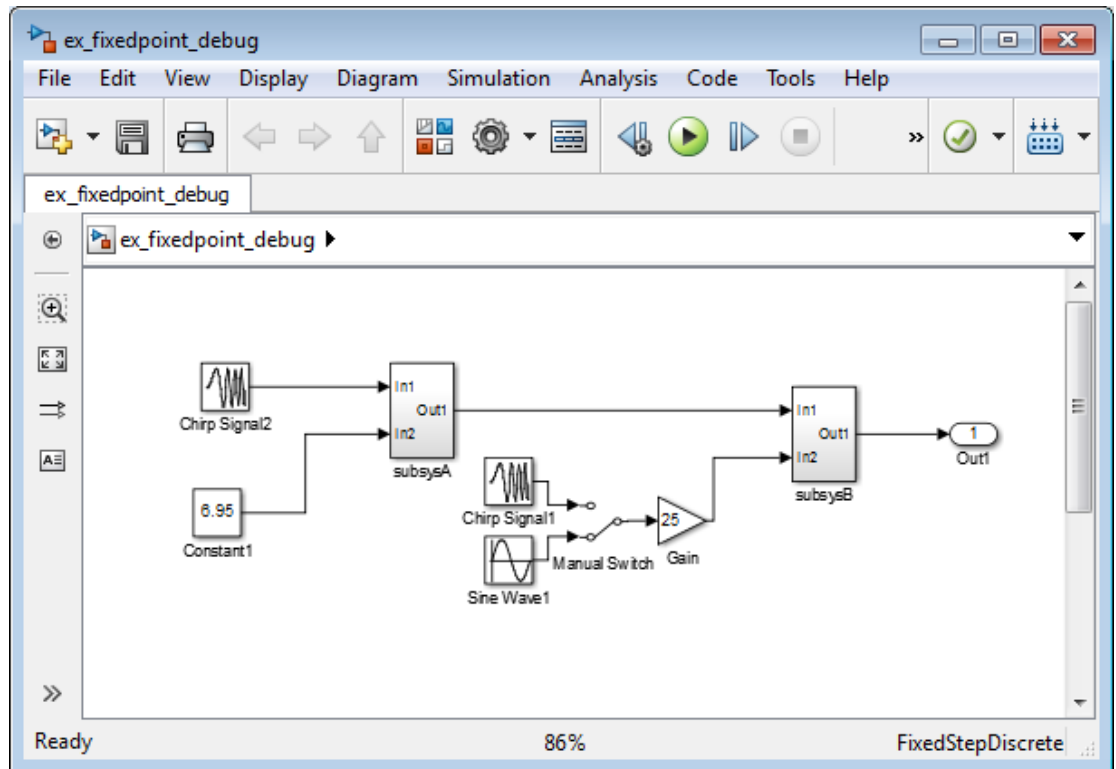 ex_fixedpoint_debug
File Edit View Display Diagram Simulation Analysis Code Tools Help
»
ex_fixedpoint_debug
ex_fixedpoint_debug
A
Chirp Signal2
In1
Out1
In2
subsysA
6.95
Constant1
Chirp Signal1
Sine Wave1
Manual Switch
25
Gain
In1
Out1
In2
subsysB
1
Out1
»
Ready 86% FixedStepDiscrete